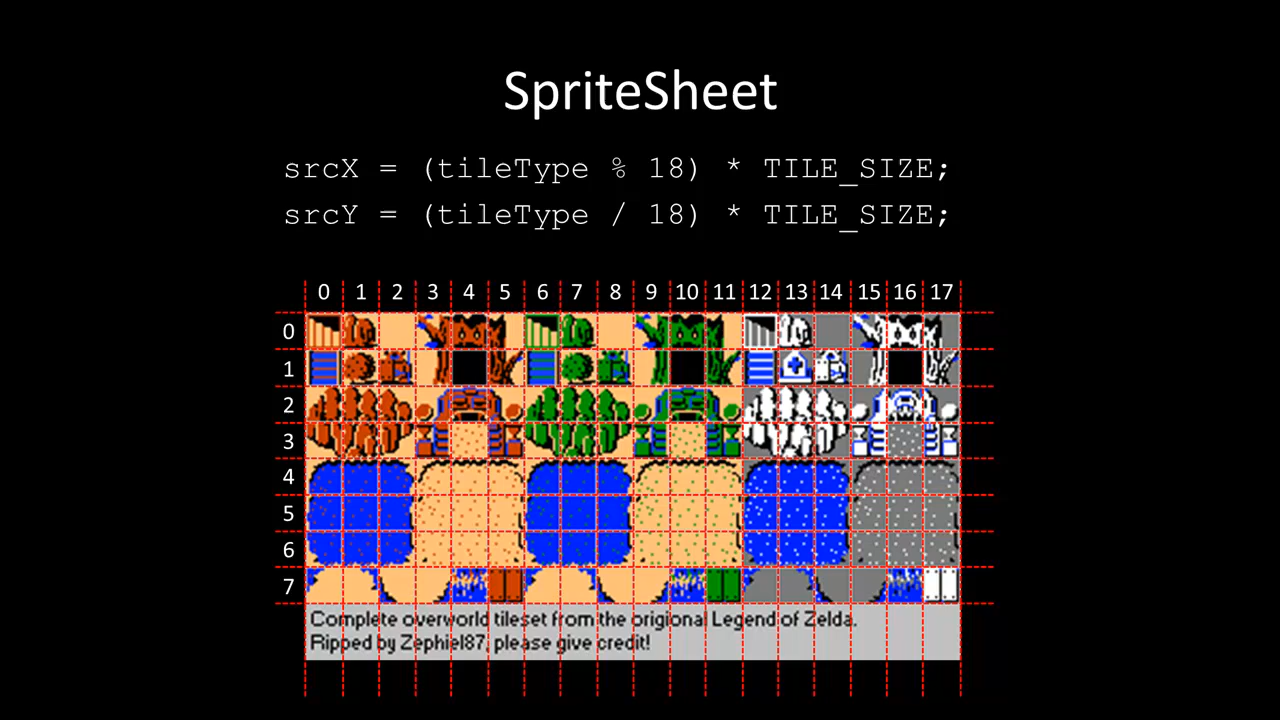 SpriteSheet
srcX = (tileType % 18) * TILE_SIZE;
srcY = (tileType / 18) * TILE_SIZE;
0 1 2 3 4 5 6 7 8 9 10 11 12 13 14 15 16 17
0
1
2
3
4
5
6
7
Complete overworld tileset from the origional Legend of Zelda.
Ripped by Zephiel87, please give credit!